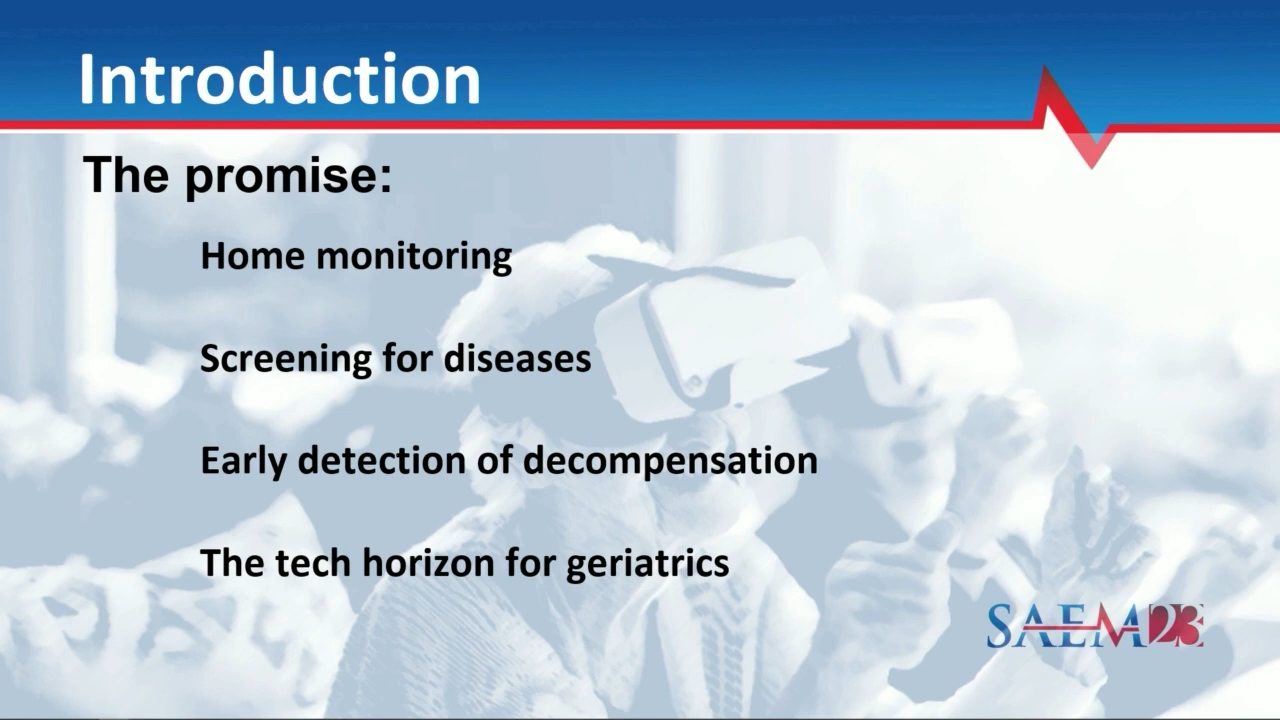 Introduction
The promise:
Home monitoring
Screening for diseases
Early detection of decompensation
The tech horizon for geriatrics
SAEM23